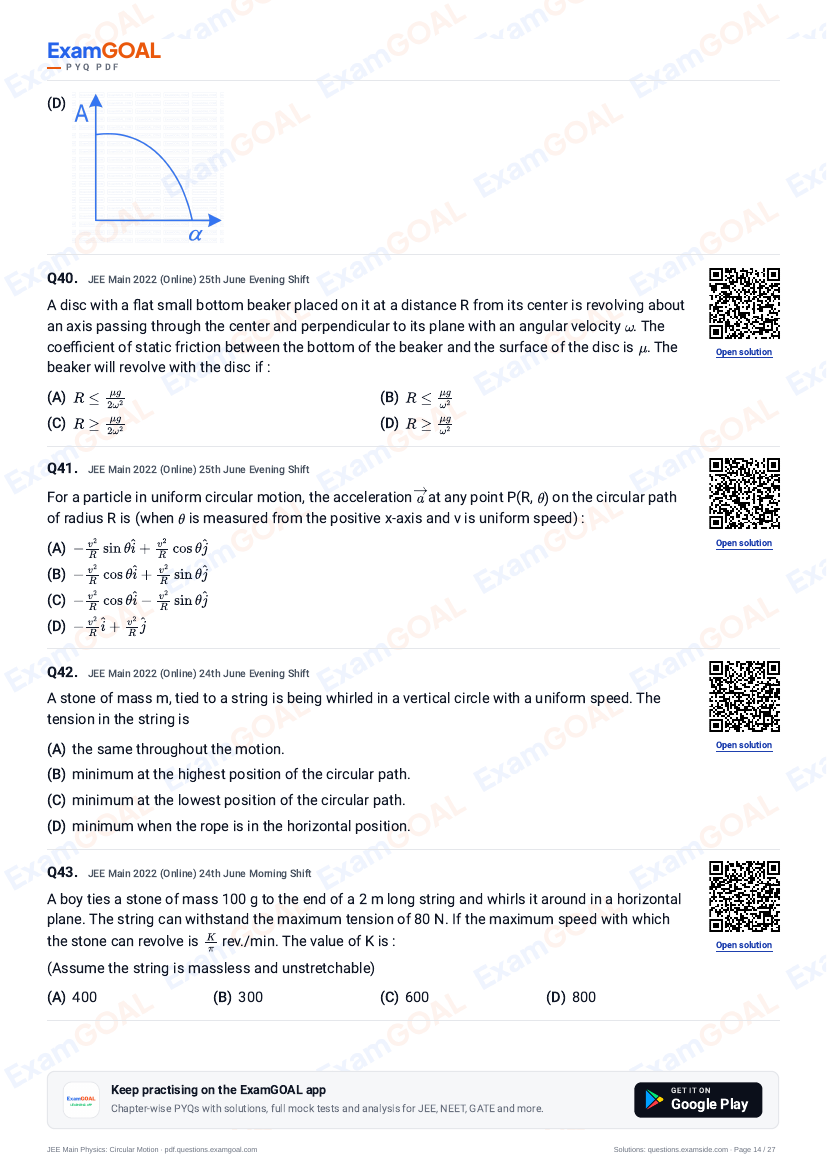 ExamGOAL
PYQ PDF
(D)
A
α
Q40. JEE Main 2022 (Online) 25th June Evening Shift
A disc with a flat small bottom beaker placed on it at a distance R from its center is revolving about
an axis passing through the center and perpendicular to its plane with an angular velocity ω. The
coefficient of static friction between the bottom of the beaker and the surface of the disc is μ. The
beaker will revolve with the disc if :
(A) R ≤ μg/2ω² (B) R ≤ μg/ω²
(C) R ≥ μg/2ω² (D) R ≥ μg/ω²
Open solution
Q41. JEE Main 2022 (Online) 25th June Evening Shift
For a particle in uniform circular motion, the acceleration a⃗ at any point P(R, θ) on the circular path
of radius R is (when θ is measured from the positive x-axis and v is uniform speed) :
(A) −v²/R sin θî + v²/R cos θĵ
(B) −v²/R cos θî + v²/R sin θĵ
(C) −v²/R cos θî − v²/R sin θĵ
(D) −v²/R î + v²/R ĵ
Open solution
Q42. JEE Main 2022 (Online) 24th June Evening Shift
A stone of mass m, tied to a string is being whirled in a vertical circle with a uniform speed. The
tension in the string is
(A) the same throughout the motion.
(B) minimum at the highest position of the circular path.
(C) minimum at the lowest position of the circular path.
(D) minimum when the rope is in the horizontal position.
Open solution
Q43. JEE Main 2022 (Online) 24th June Morning Shift
A boy ties a stone of mass 100 g to the end of a 2 m long string and whirls it around in a horizontal
plane. The string can withstand the maximum tension of 80 N. If the maximum speed with which
the stone can revolve is K/π rev./min. The value of K is :
(Assume the string is massless and unstretchable)
(A) 400 (B) 300 (C) 600 (D) 800
Open solution
ExamGOAL
Keep practising on the ExamGOAL app
Chapter-wise PYQs with solutions, full mock tests and analysis for JEE, NEET, GATE and more.
GET IT ON
Google Play
JEE Main Physics: Circular Motion · pdf.questions.examgoal.com
Solutions: questions.examside.com · Page 14 / 27